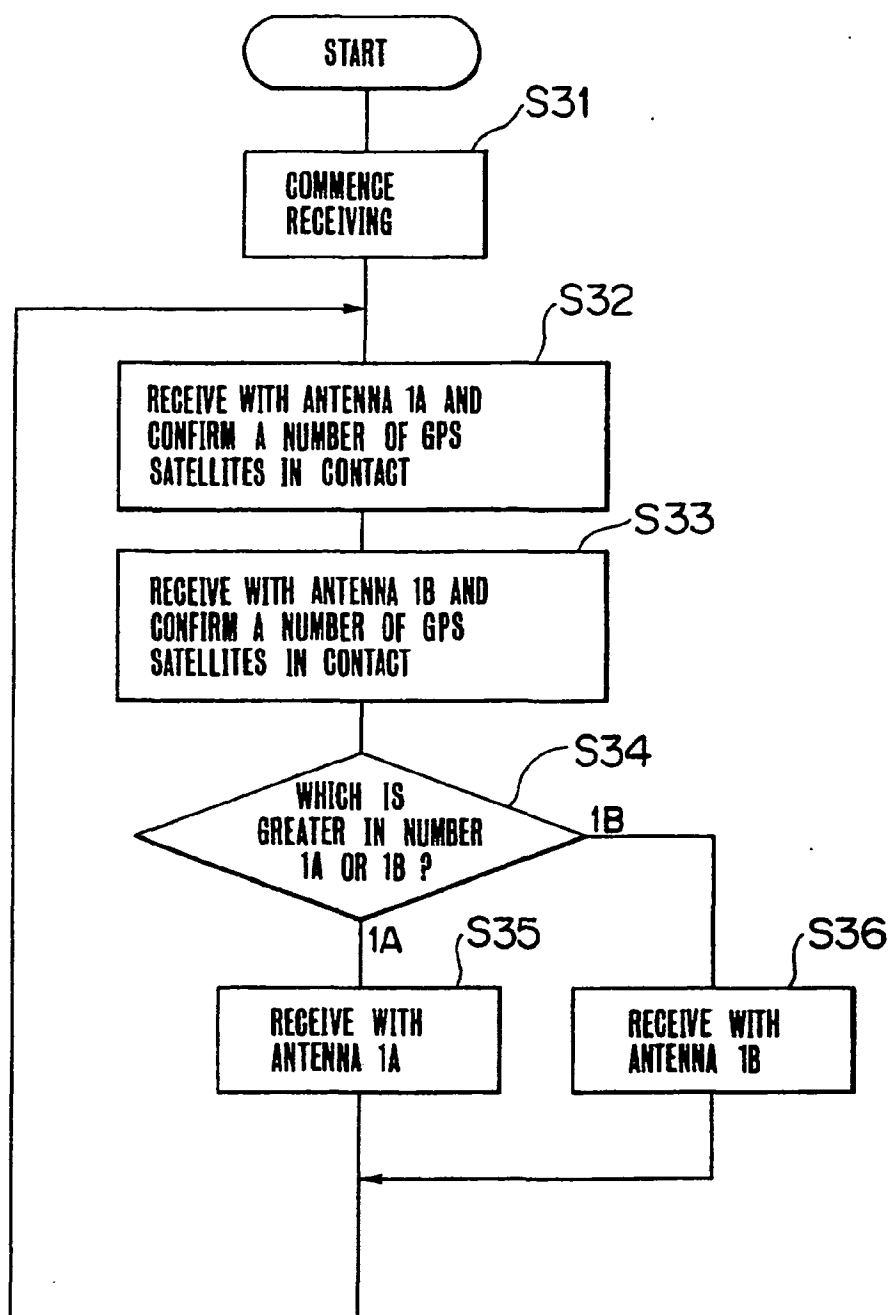 START
S31
COMMENCE
RECEIVING
S32
RECEIVE WITH ANTENNA 1A AND
CONFIRM A NUMBER OF GPS
SATELLITES IN CONTACT
S33
RECEIVE WITH ANTENNA 1B AND
CONFIRM A NUMBER OF GPS
SATELLITES IN CONTACT
S34
WHICH IS
GREATER IN NUMBER
1A OR 1B ?
1B
1A
S35
S36
RECEIVE WITH
ANTENNA 1A
RECEIVE WITH
ANTENNA 1B